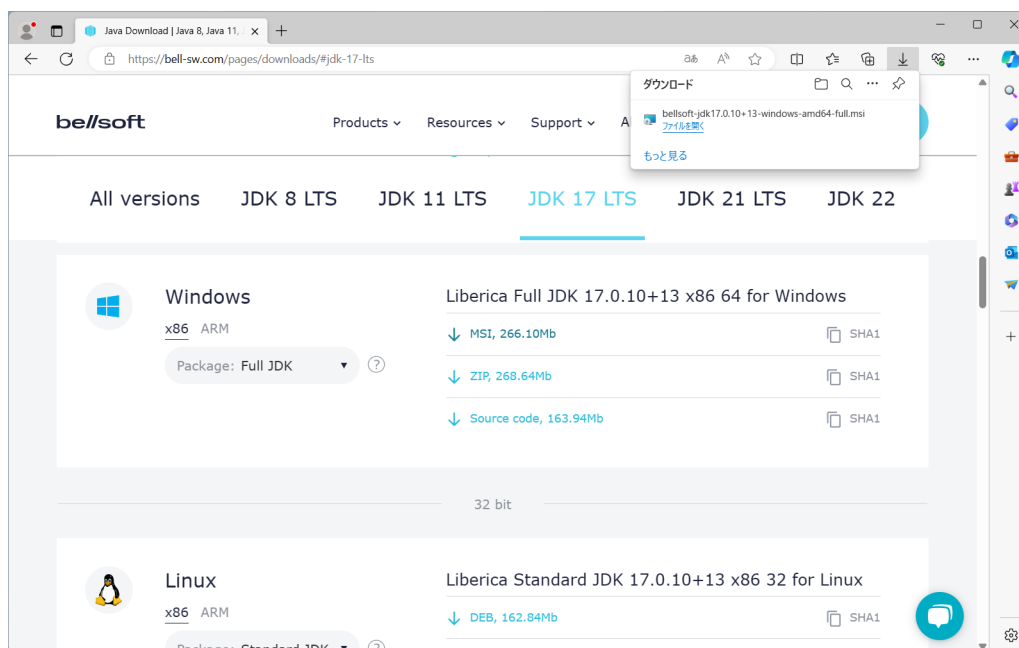 Java Download | Java 8, Java 11,
https://bell-sw.com/pages/downloads/#jdk-17-lts
ダウンロード
bellsoft-jdk17.0.10+13-windows-amd64-full.msi
ファイルを開く
もっと見る
bellsoft
Products
Resources
Support
All versions
JDK 8 LTS
JDK 11 LTS
JDK 17 LTS
JDK 21 LTS
JDK 22
Windows
x86 ARM
Package: Full JDK
?
Liberica Full JDK 17.0.10+13 x86 64 for Windows
MSI, 266.10Mb
SHA1
ZIP, 268.64Mb
SHA1
Source code, 163.94Mb
SHA1
32 bit
Linux
x86 ARM
Package: Standard JDK
Liberica Standard JDK 17.0.10+13 x86 32 for Linux
DEB, 162.84Mb
SHA1